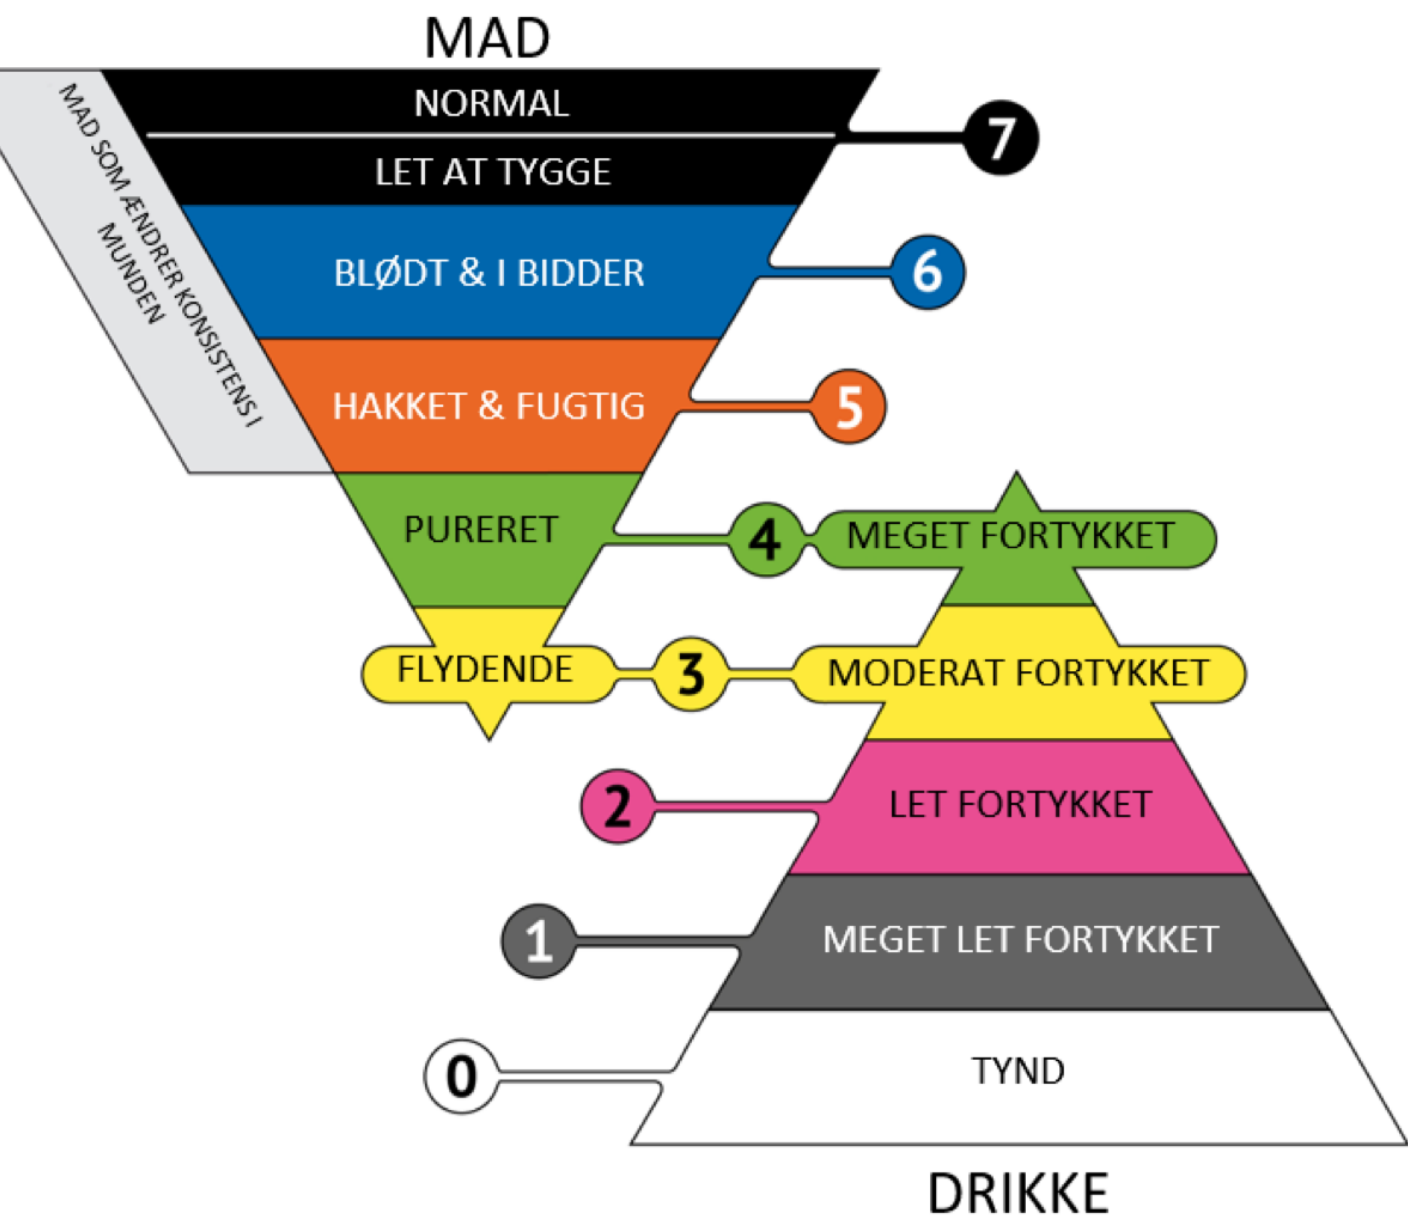 MAD
NORMAL
7
LET AT TYGGE
MAD SOM ÆNDRER KONSISTENS I
MUNDEN
BLØDT & I BIDDER
6
HAKKET & FUGTIG
5
PURERET
4
MEGET FORTYKKET
FLYDENDE
3
MODERAT FORTYKKET
2
LET FORTYKKET
1
MEGET LET FORTYKKET
0
TYND
DRIKKE